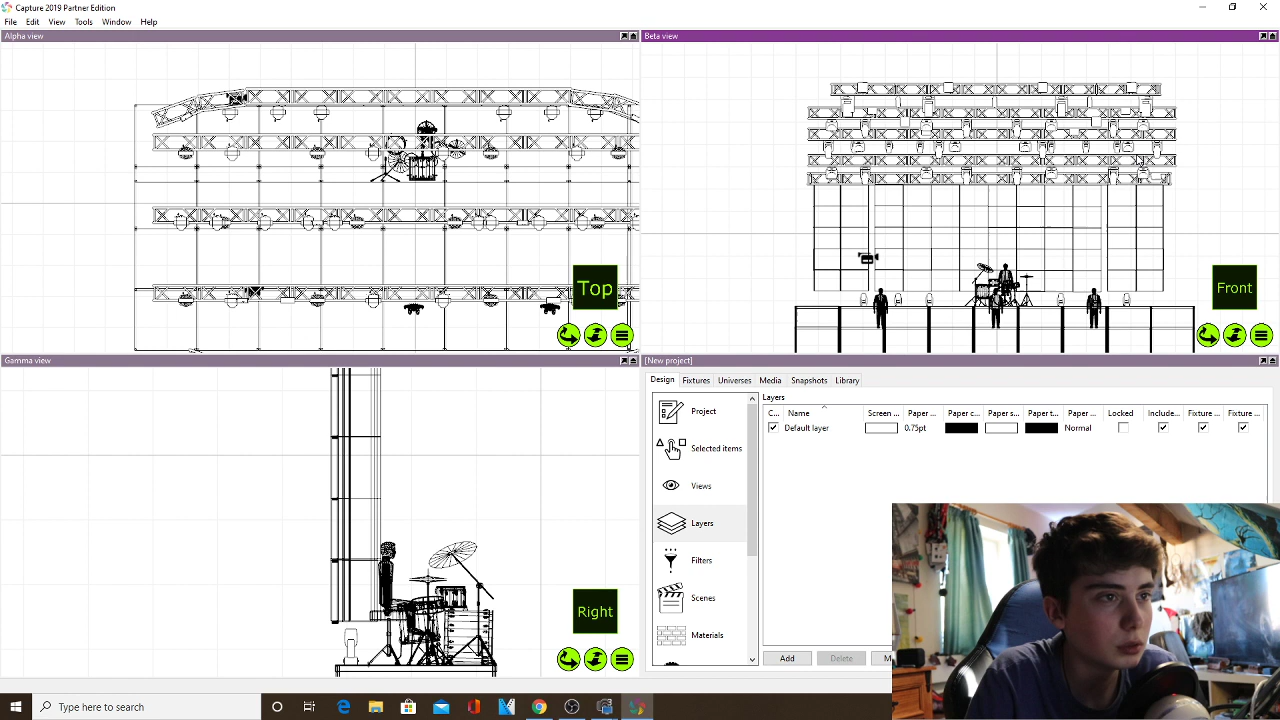 Capture 2019 Partner Edition
File Edit View Tools Window Help
Alpha view
Beta view
Top
Front
Gamma view
[New project]
Design Fixtures Universes Media Snapshots Library
Project
Selected items
Views
Layers
Filters
Scenes
Materials
Layers
C... Name Screen ... Paper ... Paper c... Paper s... Paper t... Paper ... Locked Include... Fixture ... Fixture ...
Default layer 0.75pt Normal
Right
Add Delete M
Type here to search